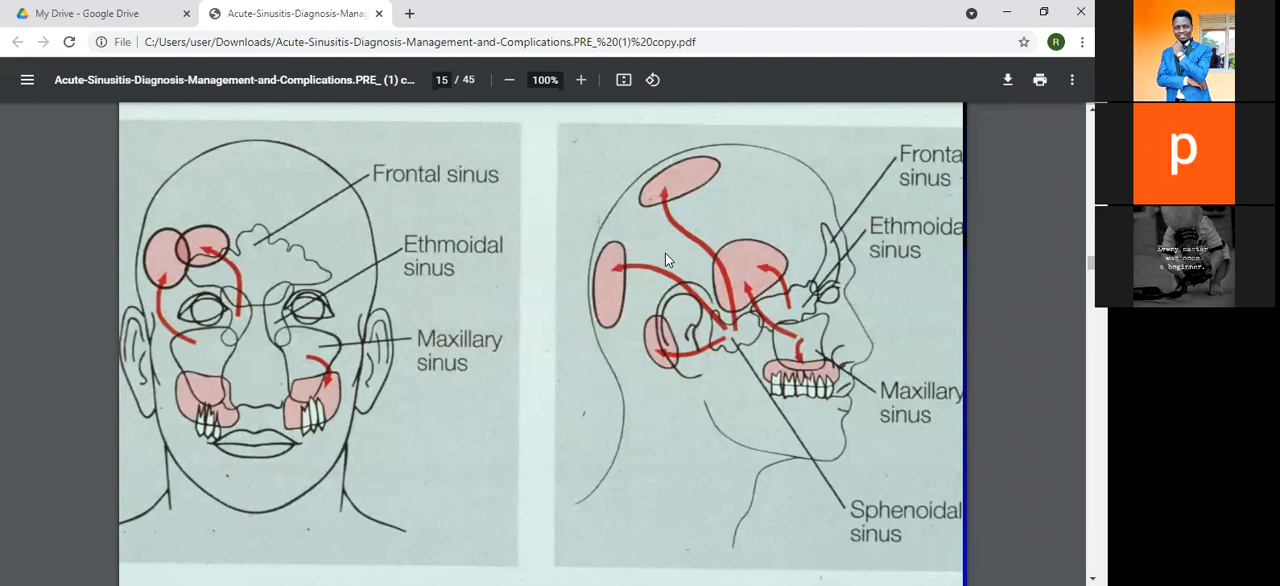 My Drive - Google Drive
Acute-Sinusitis-Diagnosis-Manag
File
C:/Users/user/Downloads/Acute-Sinusitis-Diagnosis-Management-and-Complications.PRE_%20(1)%20copy.pdf
R
Acute-Sinusitis-Diagnosis-Management-and-Complications.PRE_ (1) c...
15 / 45
100%
Frontal sinus
Ethmoidal
sinus
Maxillary
sinus
Fronta
sinus
Ethmoida
sinus
Maxillary
sinus
Sphenoidal
sinus
p
Every master
was once
a beginner.